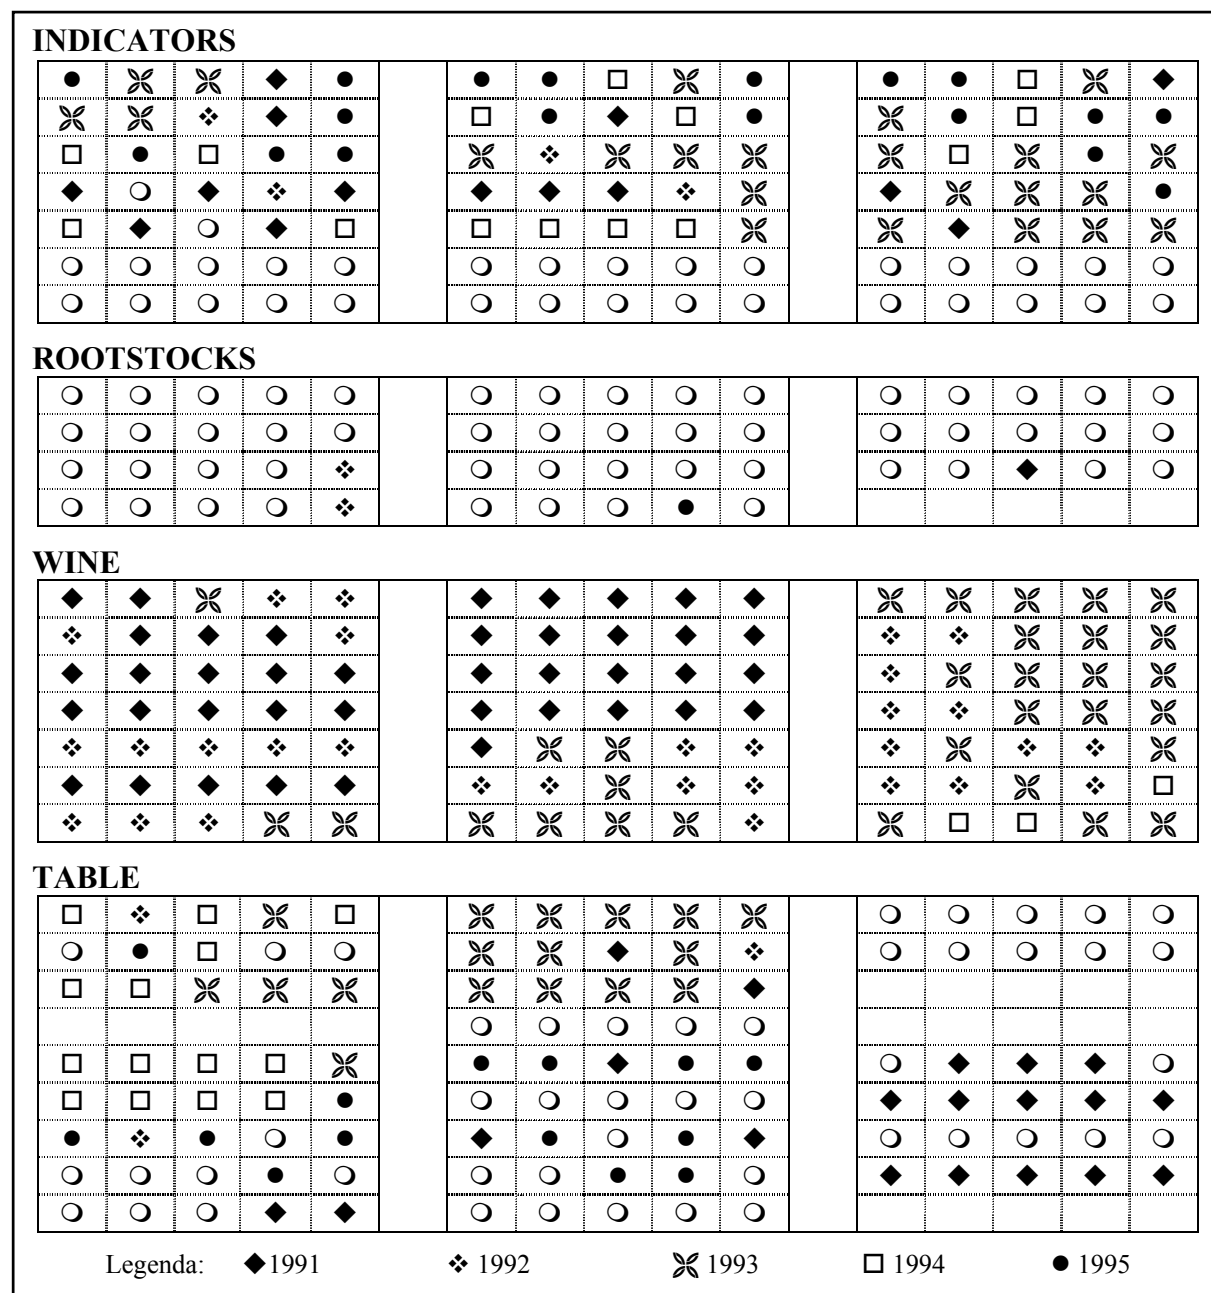 INDICATORS
ROOTSTOCKS
WINE
TABLE
Legenda: ◆1991 ❖ 1992 1993 □ 1994 ● 1995